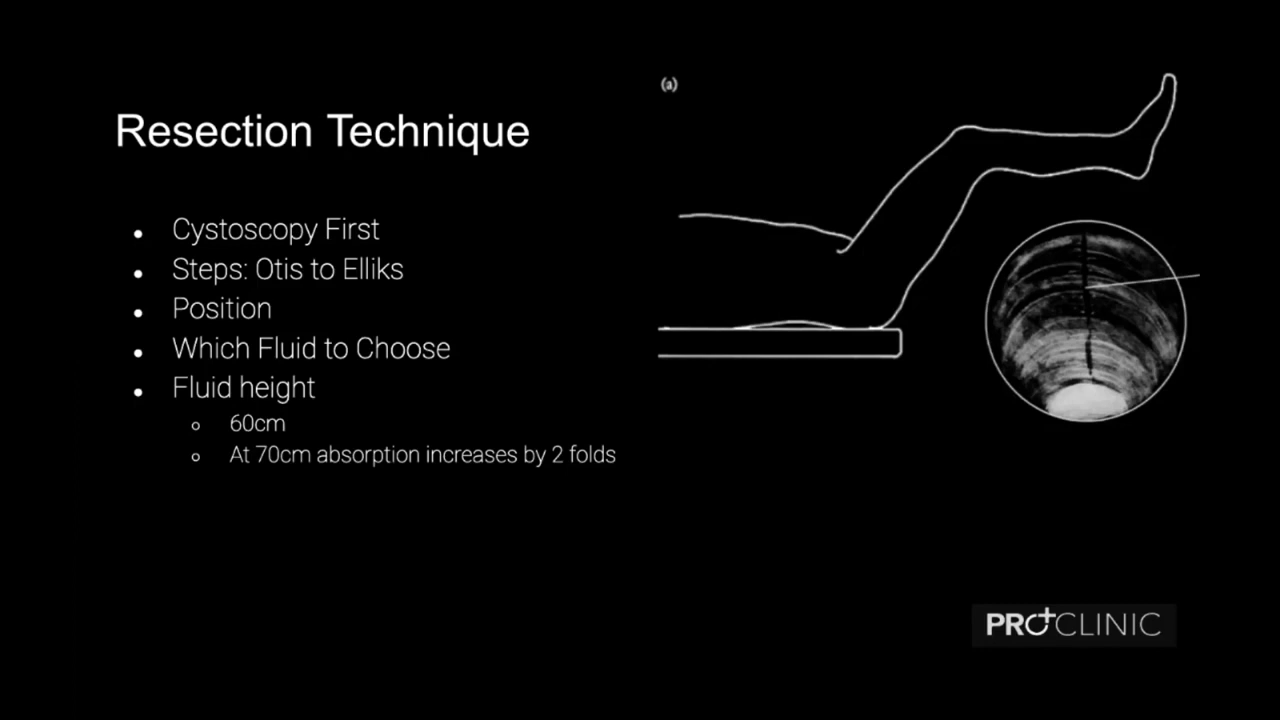 (a)
Resection Technique
Cystoscopy First
Steps: Otis to Elliks
Position
Which Fluid to Choose
Fluid height
60cm
At 70cm absorption increases by 2 folds
PROCLINIC